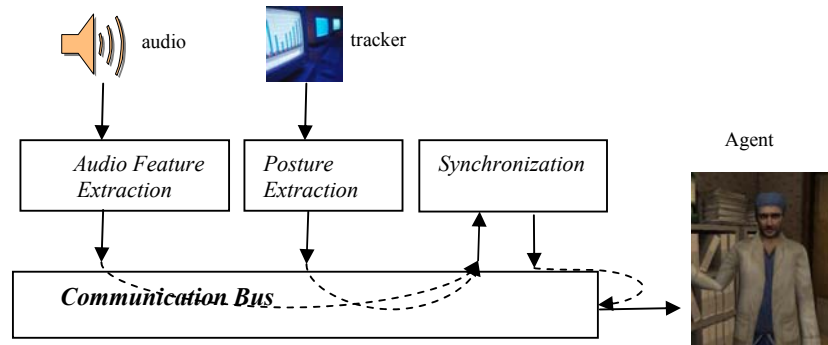 audio
tracker
Agent
Audio Feature
Extraction
Posture
Extraction
Synchronization
Communication Bus